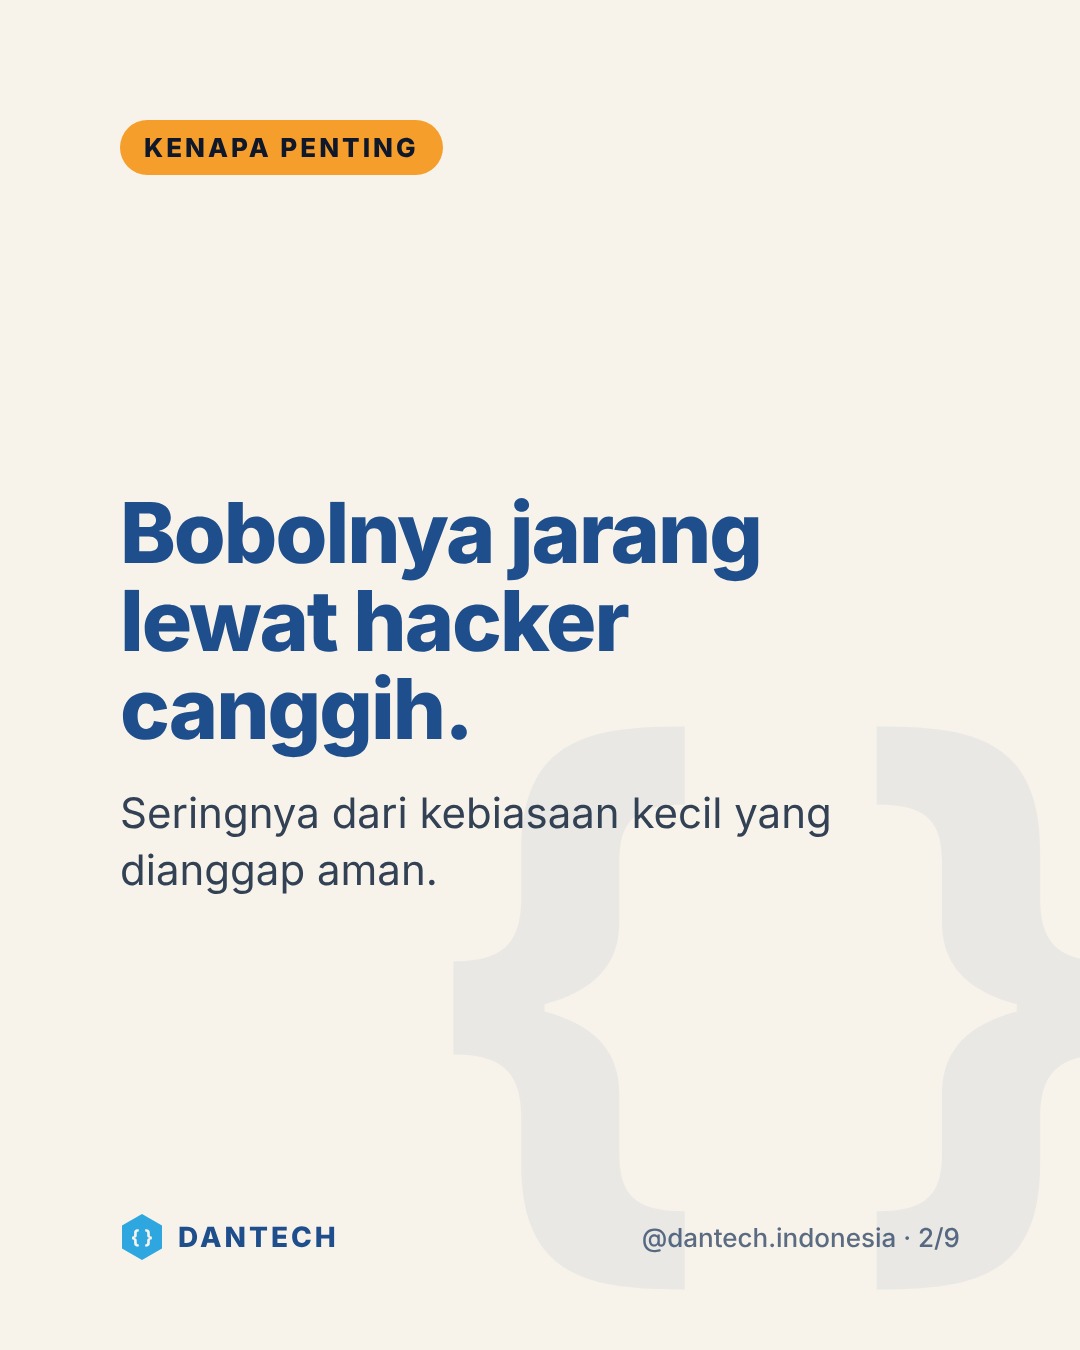 KENAPA PENTING
Bobolnya jarang
lewat hacker
canggih.
Seringnya dari kebiasaan kecil yang
dianggap aman.
{}
{} DANTECH
@dantech.indonesia · 2/9